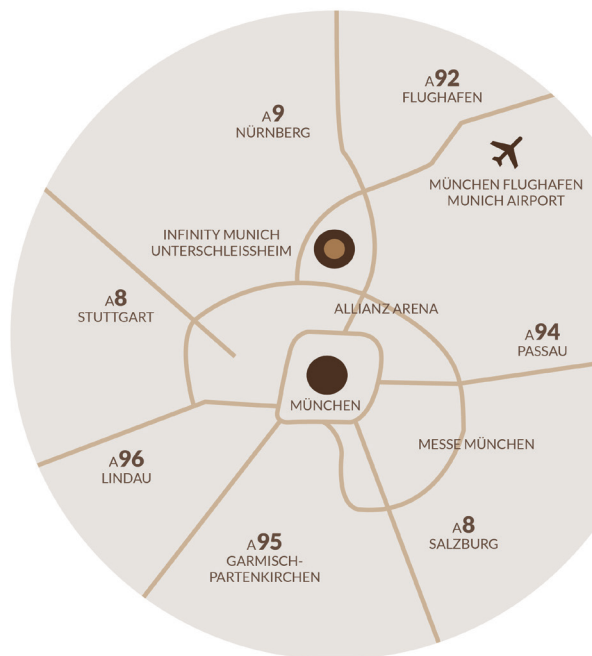 A92
FLUGHAFEN
A9
NÜRNBERG
MÜNCHEN FLUGHAFEN
MUNICH AIRPORT
INFINITY MUNICH
UNTERSCHLEISSHEIM
A8
STUTTGART
ALLIANZ ARENA
A94
PASSAU
MÜNCHEN
MESSE MÜNCHEN
A96
LINDAU
A8
SALZBURG
A95
GARMISCH-
PARTENKIRCHEN